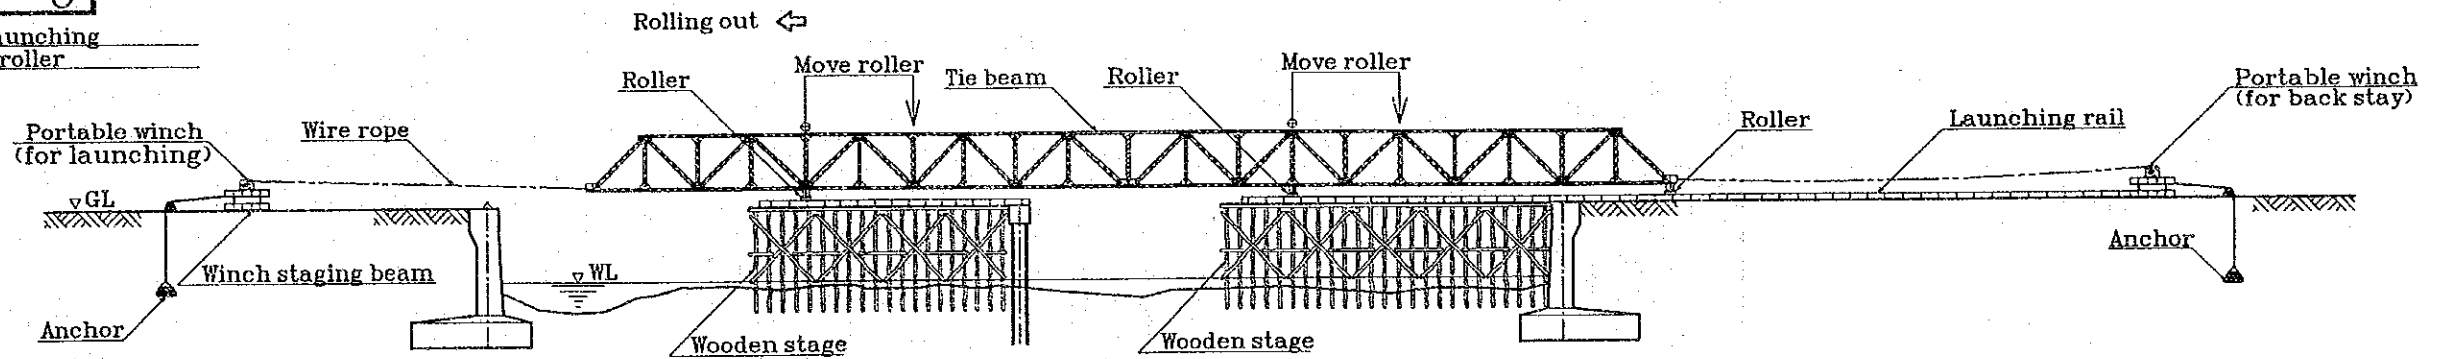 Rolling out
launching
roller
Move roller
Move roller
Roller
Tie beam
Roller
Portable winch
(for back stay)
Portable winch
(for launching)
Wire rope
Roller
Launching rail
GL
Winch staging beam
WL
Anchor
Anchor
Wooden stage
Wooden stage